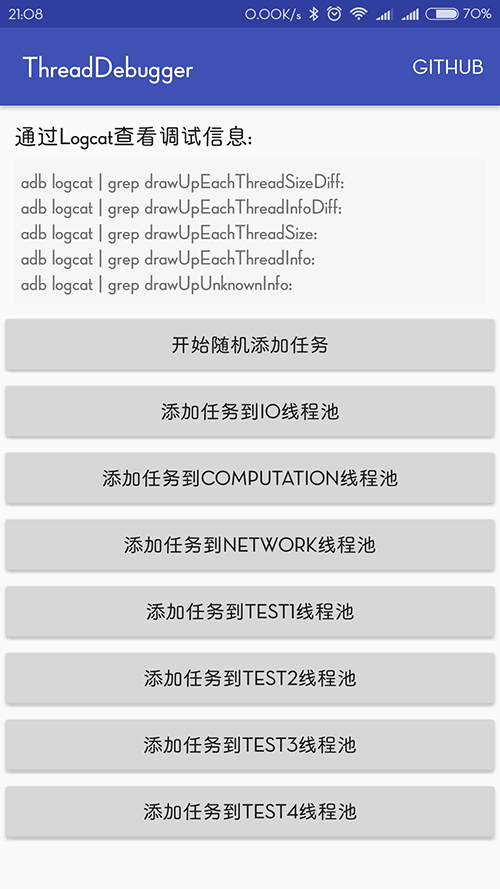 21:08
0.00K/s
70%
ThreadDebugger
GITHUB
通过Logcat查看调试信息:
adb logcat | grep drawUpEachThreadSizeDiff:
adb logcat | grep drawUpEachThreadInfoDiff:
adb logcat | grep drawUpEachThreadSize:
adb logcat | grep drawUpEachThreadInfo:
adb logcat | grep drawUpUnknownInfo:
开始随机添加任务
添加任务到IO线程池
添加任务到COMPUTATION线程池
添加任务到NETWORK线程池
添加任务到TEST1线程池
添加任务到TEST2线程池
添加任务到TEST3线程池
添加任务到TEST4线程池